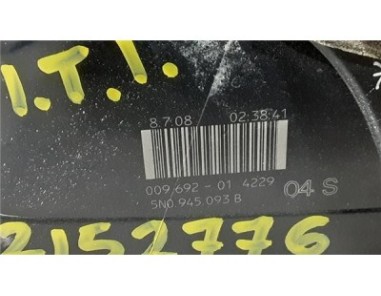 I.T.I.
8.7.08 02:38:41
009.692 - 01 4229
04 S
5N0.945.093 B
2152776